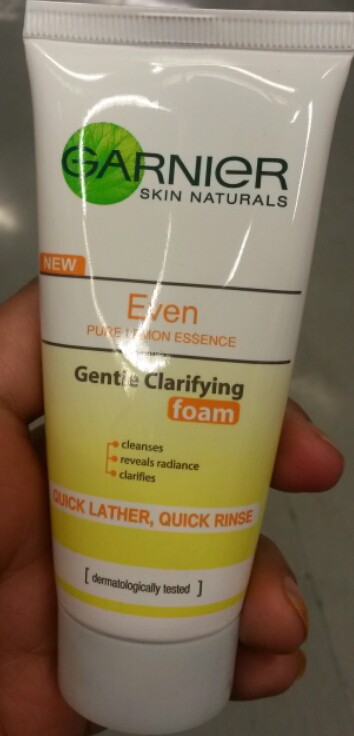 GARNIER
SKIN NATURALS
NEW
Even
PURE LEMON ESSENCE
Gentle Clarifying
foam
cleanses
reveals radiance
clarifies
QUICK LATHER, QUICK RINSE
[ dermatologically tested ]